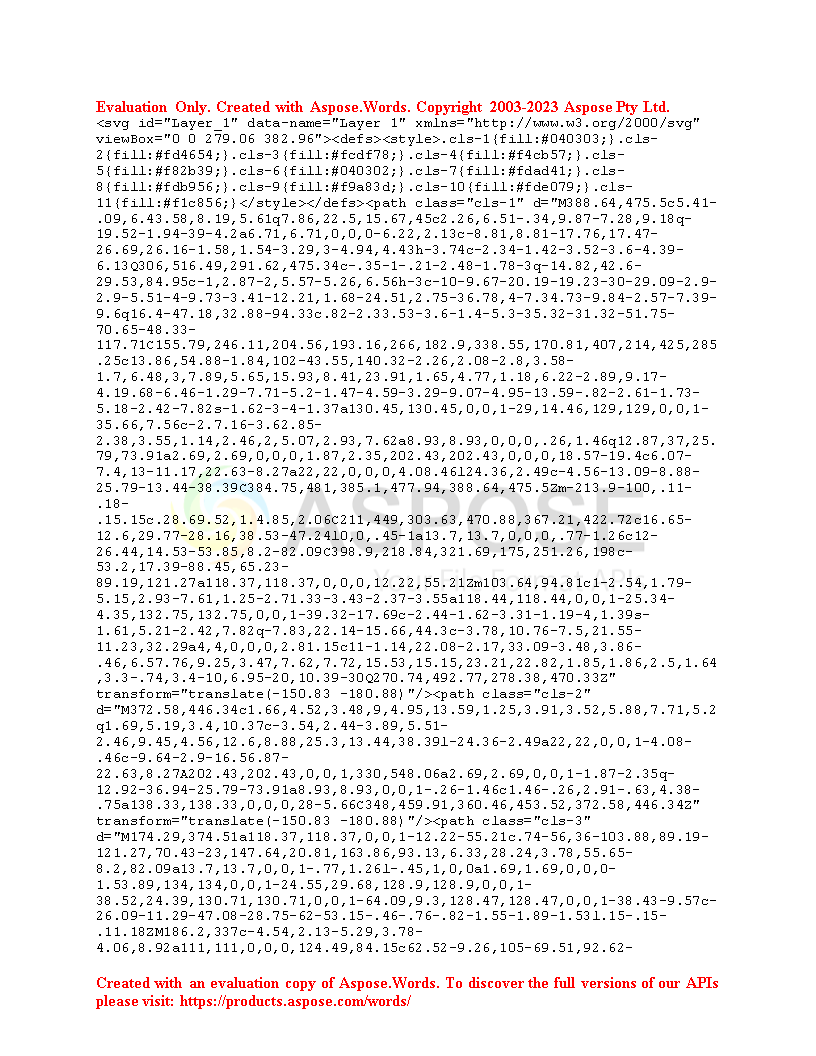 Evaluation Only. Created with Aspose.Words. Copyright 2003-2023 Aspose Pty Ltd.
<svg id="Layer_1" data-name="Layer 1" xmlns="http://www.w3.org/2000/svg"
viewBox="0 0 279.06 382.96"><defs><style>.cls-1{fill:#040303;}.cls-
2{fill:#fd4654;}.cls-3{fill:#fcdf78;}.cls-4{fill:#f4cb57;}.cls-
5{fill:#f82b39;}.cls-6{fill:#040302;}.cls-7{fill:#fdad41;}.cls-
8{fill:#fdb956;}.cls-9{fill:#f9a83d;}.cls-10{fill:#fde079;}.cls-
11{fill:#f1c856;}</style></defs><path class="cls-1" d="M388.64,475.5c5.41-
.09,6.43.58,8.19,5.61q7.86,22.5,15.67,45c2.26,6.51-.34,9.87-7.28,9.18q-
19.52-1.94-39-4.2a6.71,6.71,0,0,0-6.22,2.13c-8.81,8.81-17.76,17.47-
26.69,26.16-1.58,1.54-3.29,3-4.94,4.43h-3.74c-2.34-1.42-3.52-3.6-4.39-
6.13Q306,516.49,291.62,475.34c-.35-1-.21-2.48-1.78-3q-14.82,42.6-
29.53,84.95c-1,2.87-2,5.57-5.26,6.56h-3c-10-9.67-20.19-19.23-30-29.09-2.9-
2.9-5.51-4-9.73-3.41-12.21,1.68-24.51,2.75-36.78,4-7.34.73-9.84-2.57-7.39-
9.6q16.4-47.18,32.88-94.33c.82-2.33.53-3.6-1.4-5.3-35.32-31.32-51.75-
70.65-48.33-
117.71C155.79,246.11,204.56,193.16,266,182.9,338.55,170.81,407,214,425,285
.25c13.86,54.88-1.84,102-43.55,140.32-2.26,2.08-2.8,3.58-
1.7,6.48,3,7.89,5.65,15.93,8.41,23.91,1.65,4.77,1.18,6.22-2.89,9.17-
4.19.68-6.46-1.29-7.71-5.2-1.47-4.59-3.29-9.07-4.95-13.59-.82-2.61-1.73-
5.18-2.42-7.82s-1.62-3-4-1.37a130.45,130.45,0,0,1-29,14.46,129,129,0,0,1-
35.66,7.56c-2.7.16-3.62.85-
2.38,3.55,1.14,2.46,2,5.07,2.93,7.62a8.93,8.93,0,0,0,.26,1.46q12.87,37,25.
79,73.91a2.69,2.69,0,0,0,1.87,2.35,202.43,202.43,0,0,0,18.57-19.4c6.07-
7.4,13-11.17,22.63-8.27a22,22,0,0,0,4.08.46l24.36,2.49c-4.56-13.09-8.88-
25.79-13.44-38.39C384.75,481,385.1,477.94,388.64,475.5Zm-213.9-100,.11-
.18-
.15.15c.28.69.52,1.4.85,2.06C211,449,303.63,470.88,367.21,422.72c16.65-
12.6,29.77-28.16,38.53-47.24l0,0,.45-1a13.7,13.7,0,0,0,.77-1.26c12-
26.44,14.53-53.85,8.2-82.09C398.9,218.84,321.69,175,251.26,198c-
53.2,17.39-88.45,65.23-
89.19,121.27a118.37,118.37,0,0,0,12.22,55.21Zm103.64,94.81c1-2.54,1.79-
5.15,2.93-7.61,1.25-2.71.33-3.43-2.37-3.55a118.44,118.44,0,0,1-25.34-
4.35,132.75,132.75,0,0,1-39.32-17.69c-2.44-1.62-3.31-1.19-4,1.39s-
1.61,5.21-2.42,7.82q-7.83,22.14-15.66,44.3c-3.78,10.76-7.5,21.55-
11.23,32.29a4,4,0,0,0,2.81.15c11-1.14,22.08-2.17,33.09-3.48,3.86-
.46,6.57.76,9.25,3.47,7.62,7.72,15.53,15.15,23.21,22.82,1.85,1.86,2.5,1.64
,3.3-.74,3.4-10,6.95-20,10.39-30Q270.74,492.77,278.38,470.33Z"
transform="translate(-150.83 -180.88)"/><path class="cls-2"
d="M372.58,446.34c1.66,4.52,3.48,9,4.95,13.59,1.25,3.91,3.52,5.88,7.71,5.2
q1.69,5.19,3.4,10.37c-3.54,2.44-3.89,5.51-
2.46,9.45,4.56,12.6,8.88,25.3,13.44,38.39l-24.36-2.49a22,22,0,0,1-4.08-
.46c-9.64-2.9-16.56.87-
22.63,8.27A202.43,202.43,0,0,1,330,548.06a2.69,2.69,0,0,1-1.87-2.35q-
12.92-36.94-25.79-73.91a8.93,8.93,0,0,1-.26-1.46c1.46-.26,2.91-.63,4.38-
.75a138.33,138.33,0,0,0,28-5.66C348,459.91,360.46,453.52,372.58,446.34Z"
transform="translate(-150.83 -180.88)"/><path class="cls-3"
d="M174.29,374.51a118.37,118.37,0,0,1-12.22-55.21c.74-56,36-103.88,89.19-
121.27,70.43-23,147.64,20.81,163.86,93.13,6.33,28.24,3.78,55.65-
8.2,82.09a13.7,13.7,0,0,1-.77,1.26l-.45,1,0,0a1.69,1.69,0,0,0-
1.53.89,134,134,0,0,1-24.55,29.68,128.9,128.9,0,0,1-
38.52,24.39,130.71,130.71,0,0,1-64.09,9.3,128.47,128.47,0,0,1-38.43-9.57c-
26.09-11.29-47.08-28.75-62-53.15-.46-.76-.82-1.55-1.89-1.53l.15-.15-
.11.18ZM186.2,337c-4.54,2.13-5.29,3.78-
4.06,8.92a111,111,0,0,0,124.49,84.15c62.52-9.26,105-69.51,92.62-
ASPOSE
Your File Format APIs
Created with an evaluation copy of Aspose.Words. To discover the full versions of our APIs
please visit: https://products.aspose.com/words/